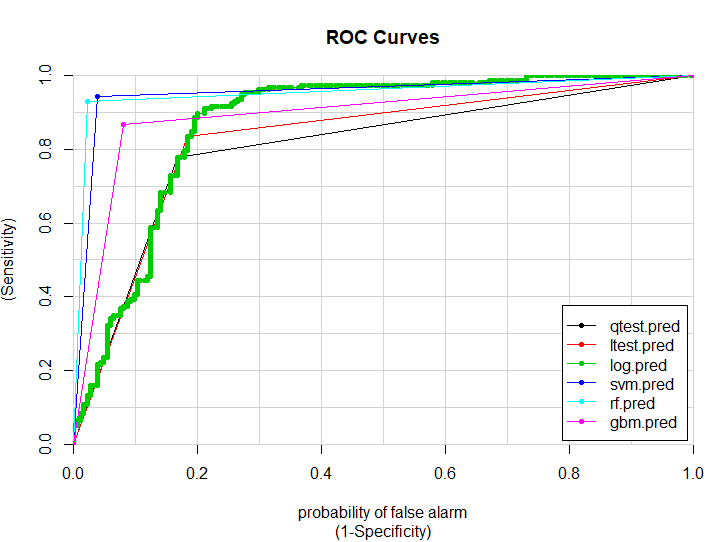 ROC Curves
(Sensitivity)
1.0
0.8
0.6
0.4
0.2
0.0
qtest.pred
ltest.pred
log.pred
svm.pred
rf.pred
gbm.pred
0.0 0.2 0.4 0.6 0.8 1.0
probability of false alarm
(1-Specificity)